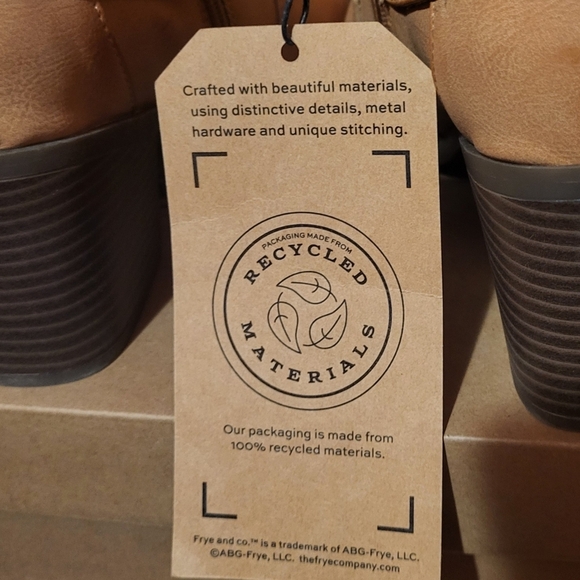 Crafted with beautiful materials,
using distinctive details, metal
hardware and unique stitching.
PACKAGING MADE FROM
RECYCLED
MATERIALS
Our packaging is made from
100% recycled materials.
Frye and co.™ is a trademark of ABG-Frye, LLC.
©ABG-Frye, LLC. thefryecompany.com